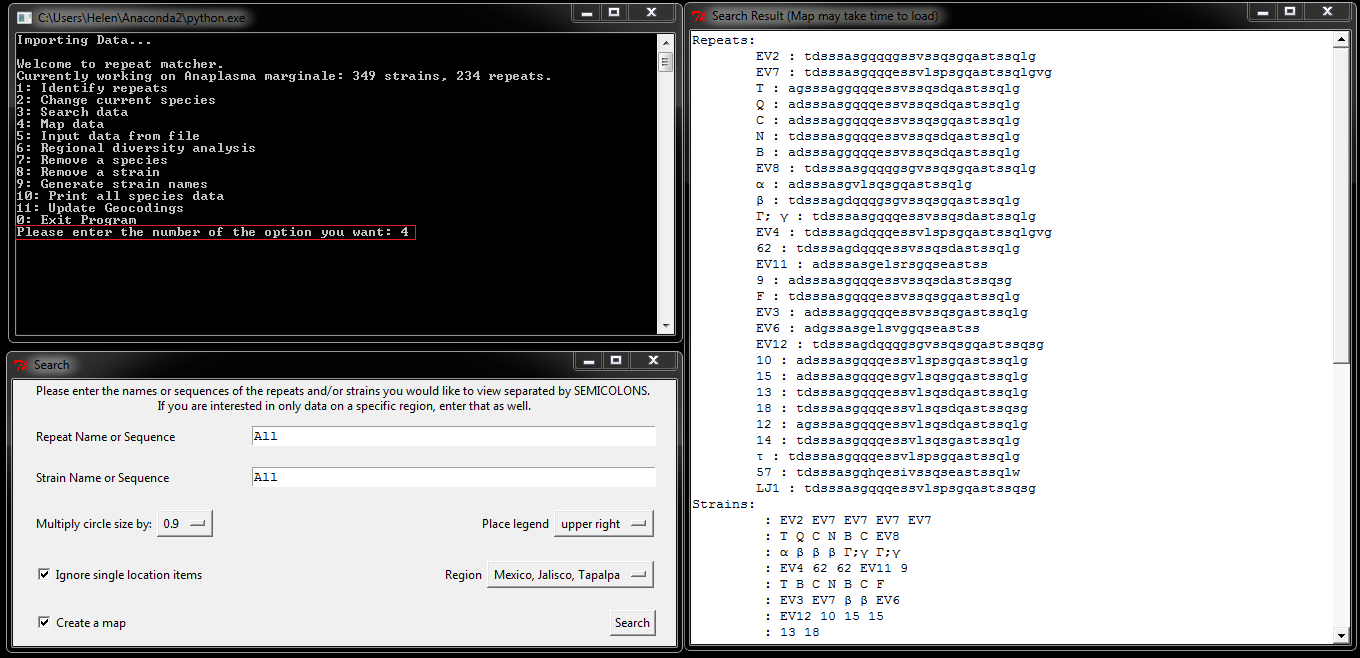 C:\Users\Helen\Anaconda2\python.exe
Importing Data...
Welcome to repeat matcher.
Currently working on Anaplasma marginale: 349 strains, 234 repeats.
1: Identify repeats
2: Change current species
3: Search data
4: Map data
5: Input data from file
6: Regional diversity analysis
7: Remove a species
8: Remove a strain
9: Generate strain names
10: Print all species data
11: Update Geocodings
0: Exit Program
Please enter the number of the option you want: 4
Search
Please enter the names or sequences of the repeats and/or strains you would like to view separated by SEMICOLONS.
If you are interested in only data on a specific region, enter that as well.
Repeat Name or Sequence All
Strain Name or Sequence All
Multiply circle size by: 0.9 Place legend upper right
Ignore single location items Region Mexico, Jalisco, Tapalpa
Create a map Search
Search Result (Map may take time to load)
Repeats:
EV2 : tdsssasgqqqgssvssqsgqastssqlg
EV7 : tdsssasgqqqessvlspsgqastssqlgvg
T : agsssaggqqqessvssqsdqastssqlg
Q : adsssasgqqqessvssqsdqastssqlg
C : adsssaggqqqessvssqsgqastssqlg
N : tdsssasgqqqessvssqsdqastssqlg
B : adsssaggqqqessvssqsdqastssqlg
EV8 : tdsssasgqqqgsgvssqsgqastssqlg
α : adsssasgvlsqsgqastssqlg
β : tdsssagdqqqgsgvssqsgqastssqlg
Γ; γ : tdsssasgqqqessvssqsdastssqlg
EV4 : tdsssagdqqqessvlspsgqastssqlgvg
62 : tdsssagdqqqessvssqsdastssqlg
EV11 : adsssasgelsrsgqseastss
9 : adsssasgqqqessvssqsdastssqsg
F : tdsssasgqqqessvssqsgqastssqlg
EV3 : adsssasgqqqessvssqsgastssqlg
EV6 : adgssasgelsvggqseastss
EV12 : tdsssagdqqqgsgvssqsgqastssqsg
10 : adsssasgqqqessvlspsgqastssqlg
15 : adsssasgqqqesgvlsqsgqastssqlg
13 : tdsssasgqqqessvlsqsdqastssqlg
18 : tdsssasgqqqessvlsqsdqastssqsg
12 : agsssasgqqqessvlsqsdqastssqlg
14 : tdsssasgqqqessvlsqsgastssqlg
τ : tdsssasgqqqessvlspsgqastssqlg
57 : tdsssasgqhqesivssqseastssqlw
LJ1 : tdsssasgqqqessvlspsgqastssqsg
Strains:
: EV2 EV7 EV7 EV7 EV7
: T Q C N B C EV8
: α β β β Γ;γ Γ;γ
: EV4 62 62 EV11 9
: T B C N B C F
: EV3 EV7 β β EV6
: EV12 10 15 15
: 13 18